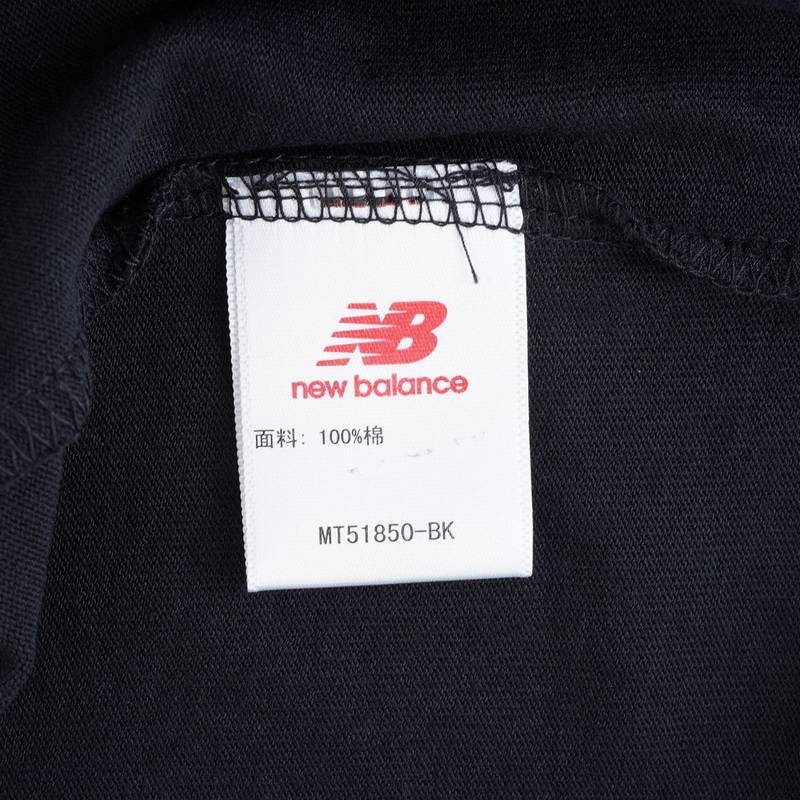 NB
new balance
面料: 100%棉
MT51850-BK